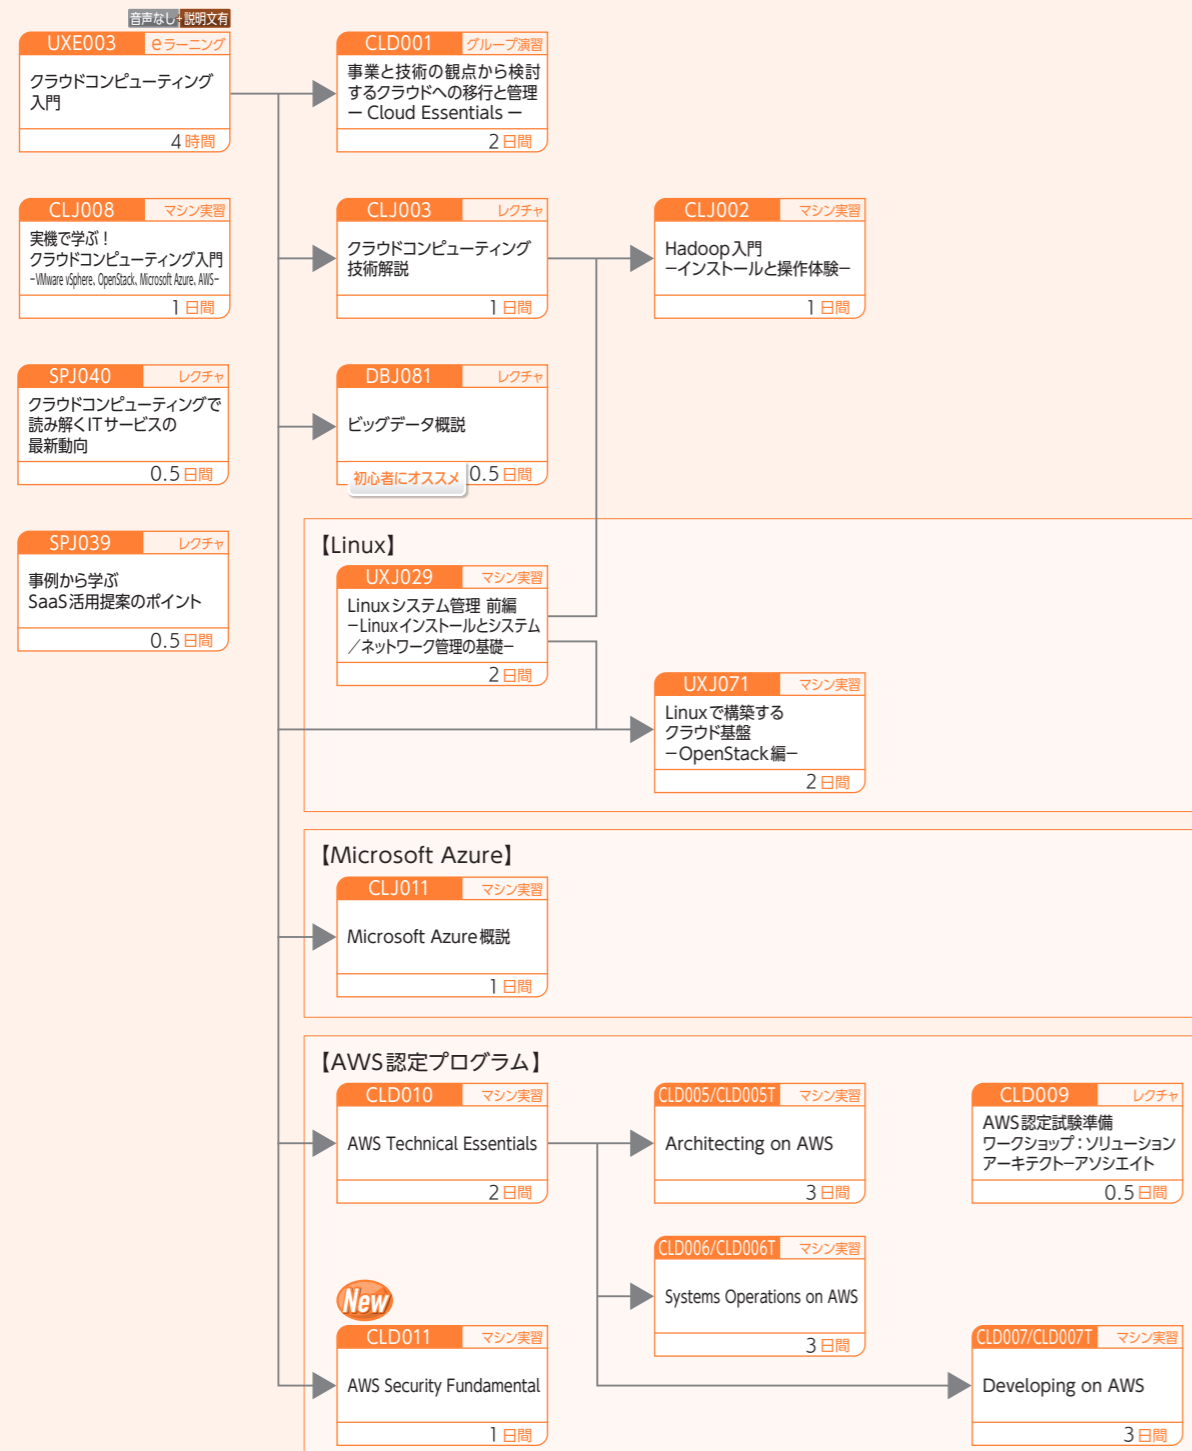 音声なし+説明文有
UXE003 eラーニング
クラウドコンピューティング
入門
4時間
CLD001 グループ演習
事業と技術の観点から検討
するクラウドへの移行と管理
― Cloud Essentials ―
2日間
CLJ008 マシン実習
実機で学ぶ!
クラウドコンピューティング入門
−VMware vSphere、OpenStack、Microsoft Azure、AWS−
1日間
CLJ003 レクチャ
クラウドコンピューティング
技術解説
1日間
CLJ002 マシン実習
Hadoop入門
−インストールと操作体験−
1日間
SPJ040 レクチャ
クラウドコンピューティングで
読み解くITサービスの
最新動向
0.5日間
DBJ081 レクチャ
ビッグデータ概説
初心者にオススメ 0.5日間
SPJ039 レクチャ
事例から学ぶ
SaaS活用提案のポイント
0.5日間
【Linux】
UXJ029 マシン実習
Linuxシステム管理 前編
−Linuxインストールとシステム
/ネットワーク管理の基礎−
2日間
UXJ071 マシン実習
Linuxで構築する
クラウド基盤
−OpenStack編−
2日間
【Microsoft Azure】
CLJ011 マシン実習
Microsoft Azure概説
1日間
【AWS認定プログラム】
CLD010 マシン実習
AWS Technical Essentials
2日間
CLD005/CLD005T マシン実習
Architecting on AWS
3日間
CLD009 レクチャ
AWS認定試験準備
ワークショップ:ソリューション
アーキテクト−アソシエイト
0.5日間
CLD006/CLD006T マシン実習
Systems Operations on AWS
3日間
New
CLD011 マシン実習
AWS Security Fundamental
1日間
CLD007/CLD007T マシン実習
Developing on AWS
3日間